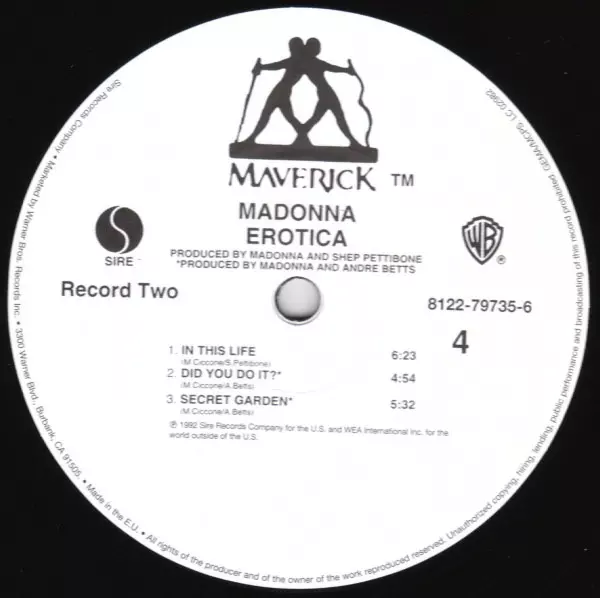 MAVERICK TM
MADONNA
EROTICA
PRODUCED BY MADONNA AND SHEP PETTIBONE
*PRODUCED BY MADONNA AND ANDRE BETTS
SIRE
WB ®
Record Two
8122-79735-6
4
1. IN THIS LIFE 6:23
(M.Ciccone/S.Pettibone)
2. DID YOU DO IT?* 4:54
(M.Ciccone/A.Betts)
3. SECRET GARDEN* 5:32
(M.Ciccone/A.Betts)
℗ 1992 Sire Records Company for the U.S. and WEA International Inc. for the
world outside of the U.S.
Sire Records Company • Marketed by Warner Bros. Records Inc. • 3300 Warner Blvd., Burbank, CA 91505. • Made in the E.U. • All rights of the producer and of the owner of the work reproduced reserved. Unauthorized copying, hiring, lending, public performance and broadcasting of this record prohibited. GEMA/MCPS, LC 02982